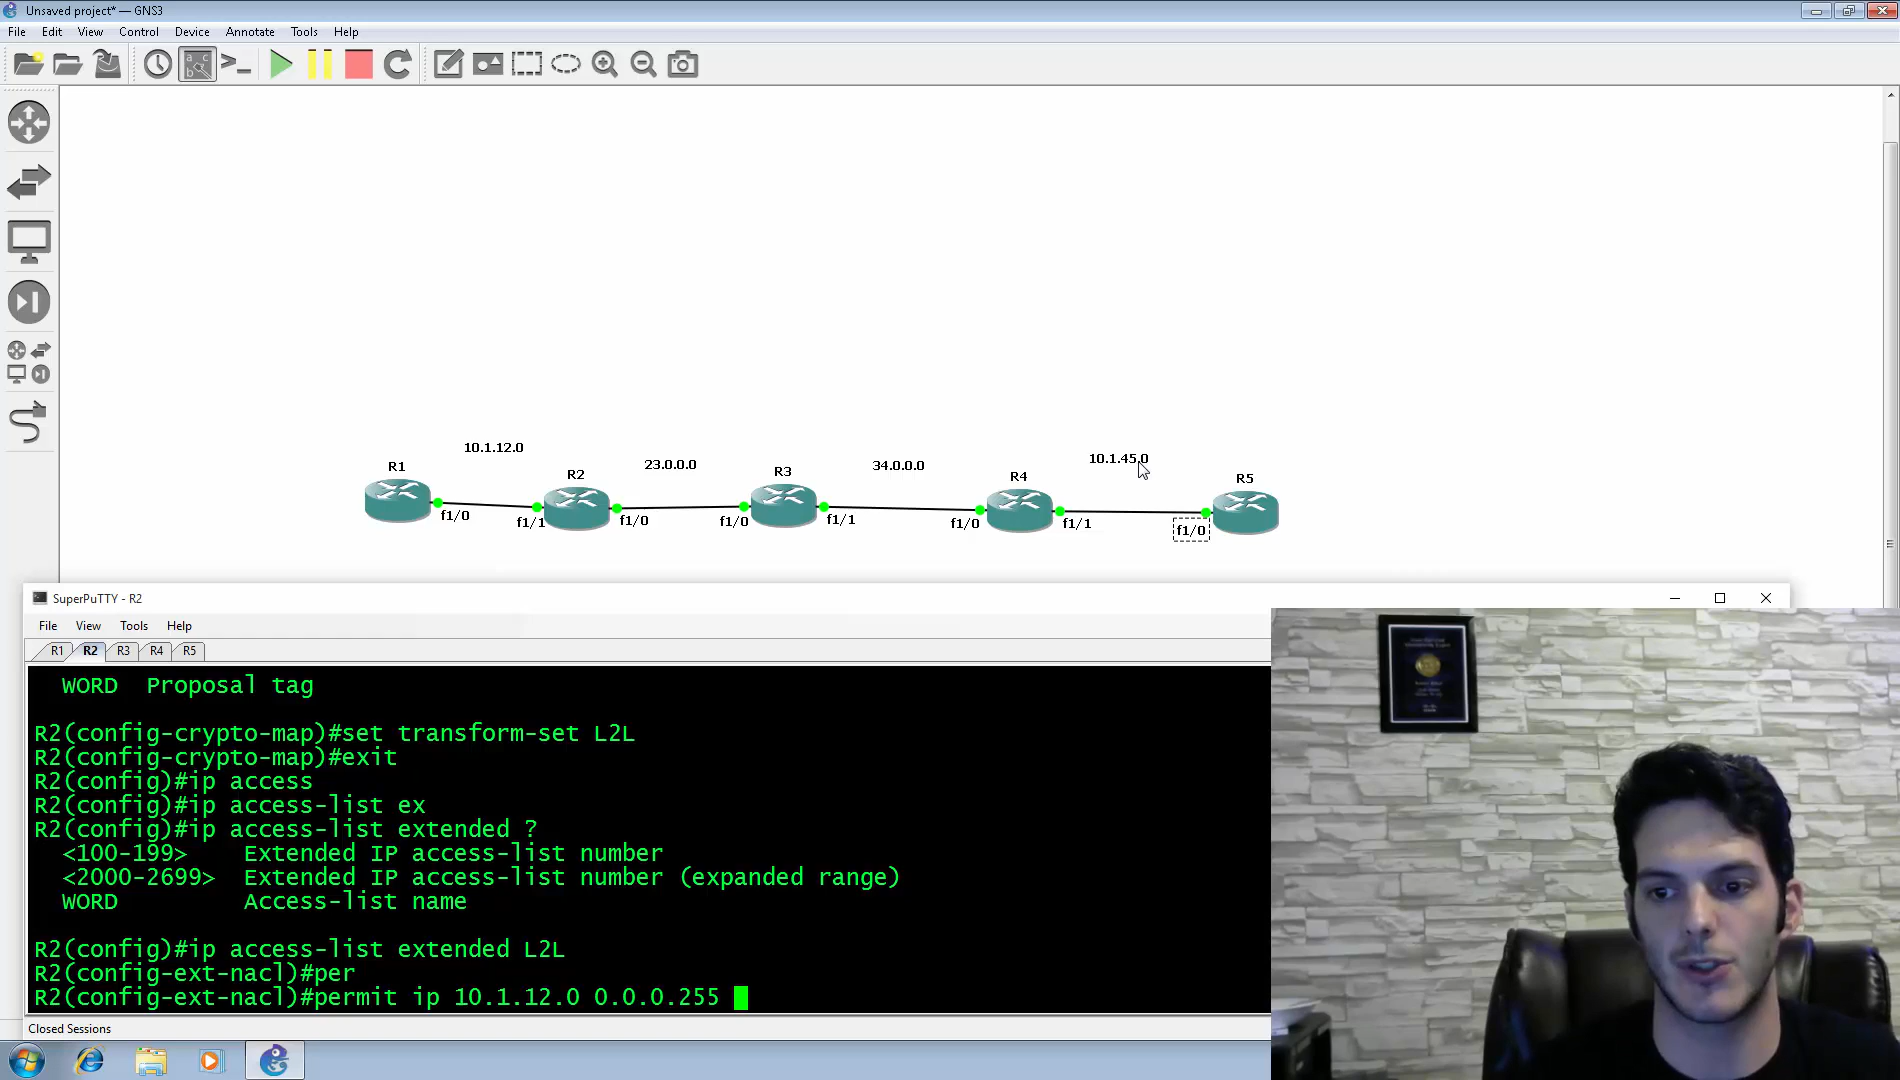 Unsaved project* — GNS3
File Edit View Control Device Annotate Tools Help
10.1.12.0
23.0.0.0
34.0.0.0
10.1.45.0
R1
R2
R3
R4
R5
f1/0
f1/1
f1/0
f1/0
f1/1
f1/0
f1/1
f1/0
SuperPuTTY - R2
File View Tools Help
R1 R2 R3 R4 R5
WORD Proposal tag
R2(config-crypto-map)#set transform-set L2L
R2(config-crypto-map)#exit
R2(config)#ip access
R2(config)#ip access-list ex
R2(config)#ip access-list extended ?
<100-199> Extended IP access-list number
<2000-2699> Extended IP access-list number (expanded range)
WORD Access-list name
R2(config)#ip access-list extended L2L
R2(config-ext-nacl)#per
R2(config-ext-nacl)#permit ip 10.1.12.0 0.0.0.255
Closed Sessions